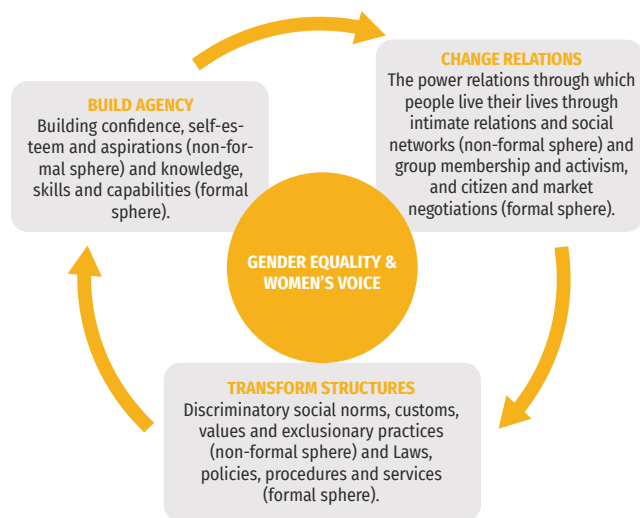 BUILD AGENCY
Building confidence, self-es-
teem and aspirations (non-for-
mal sphere) and knowledge,
skills and capabilities (formal
sphere).
CHANGE RELATIONS
The power relations through which
people live their lives through
intimate relations and social
networks (non-formal sphere) and
group membership and activism,
and citizen and market
negotiations (formal sphere).
GENDER EQUALITY &
WOMEN'S VOICE
TRANSFORM STRUCTURES
Discriminatory social norms, customs,
values and exclusionary practices
(non-formal sphere) and Laws,
policies, procedures and services
(formal sphere).